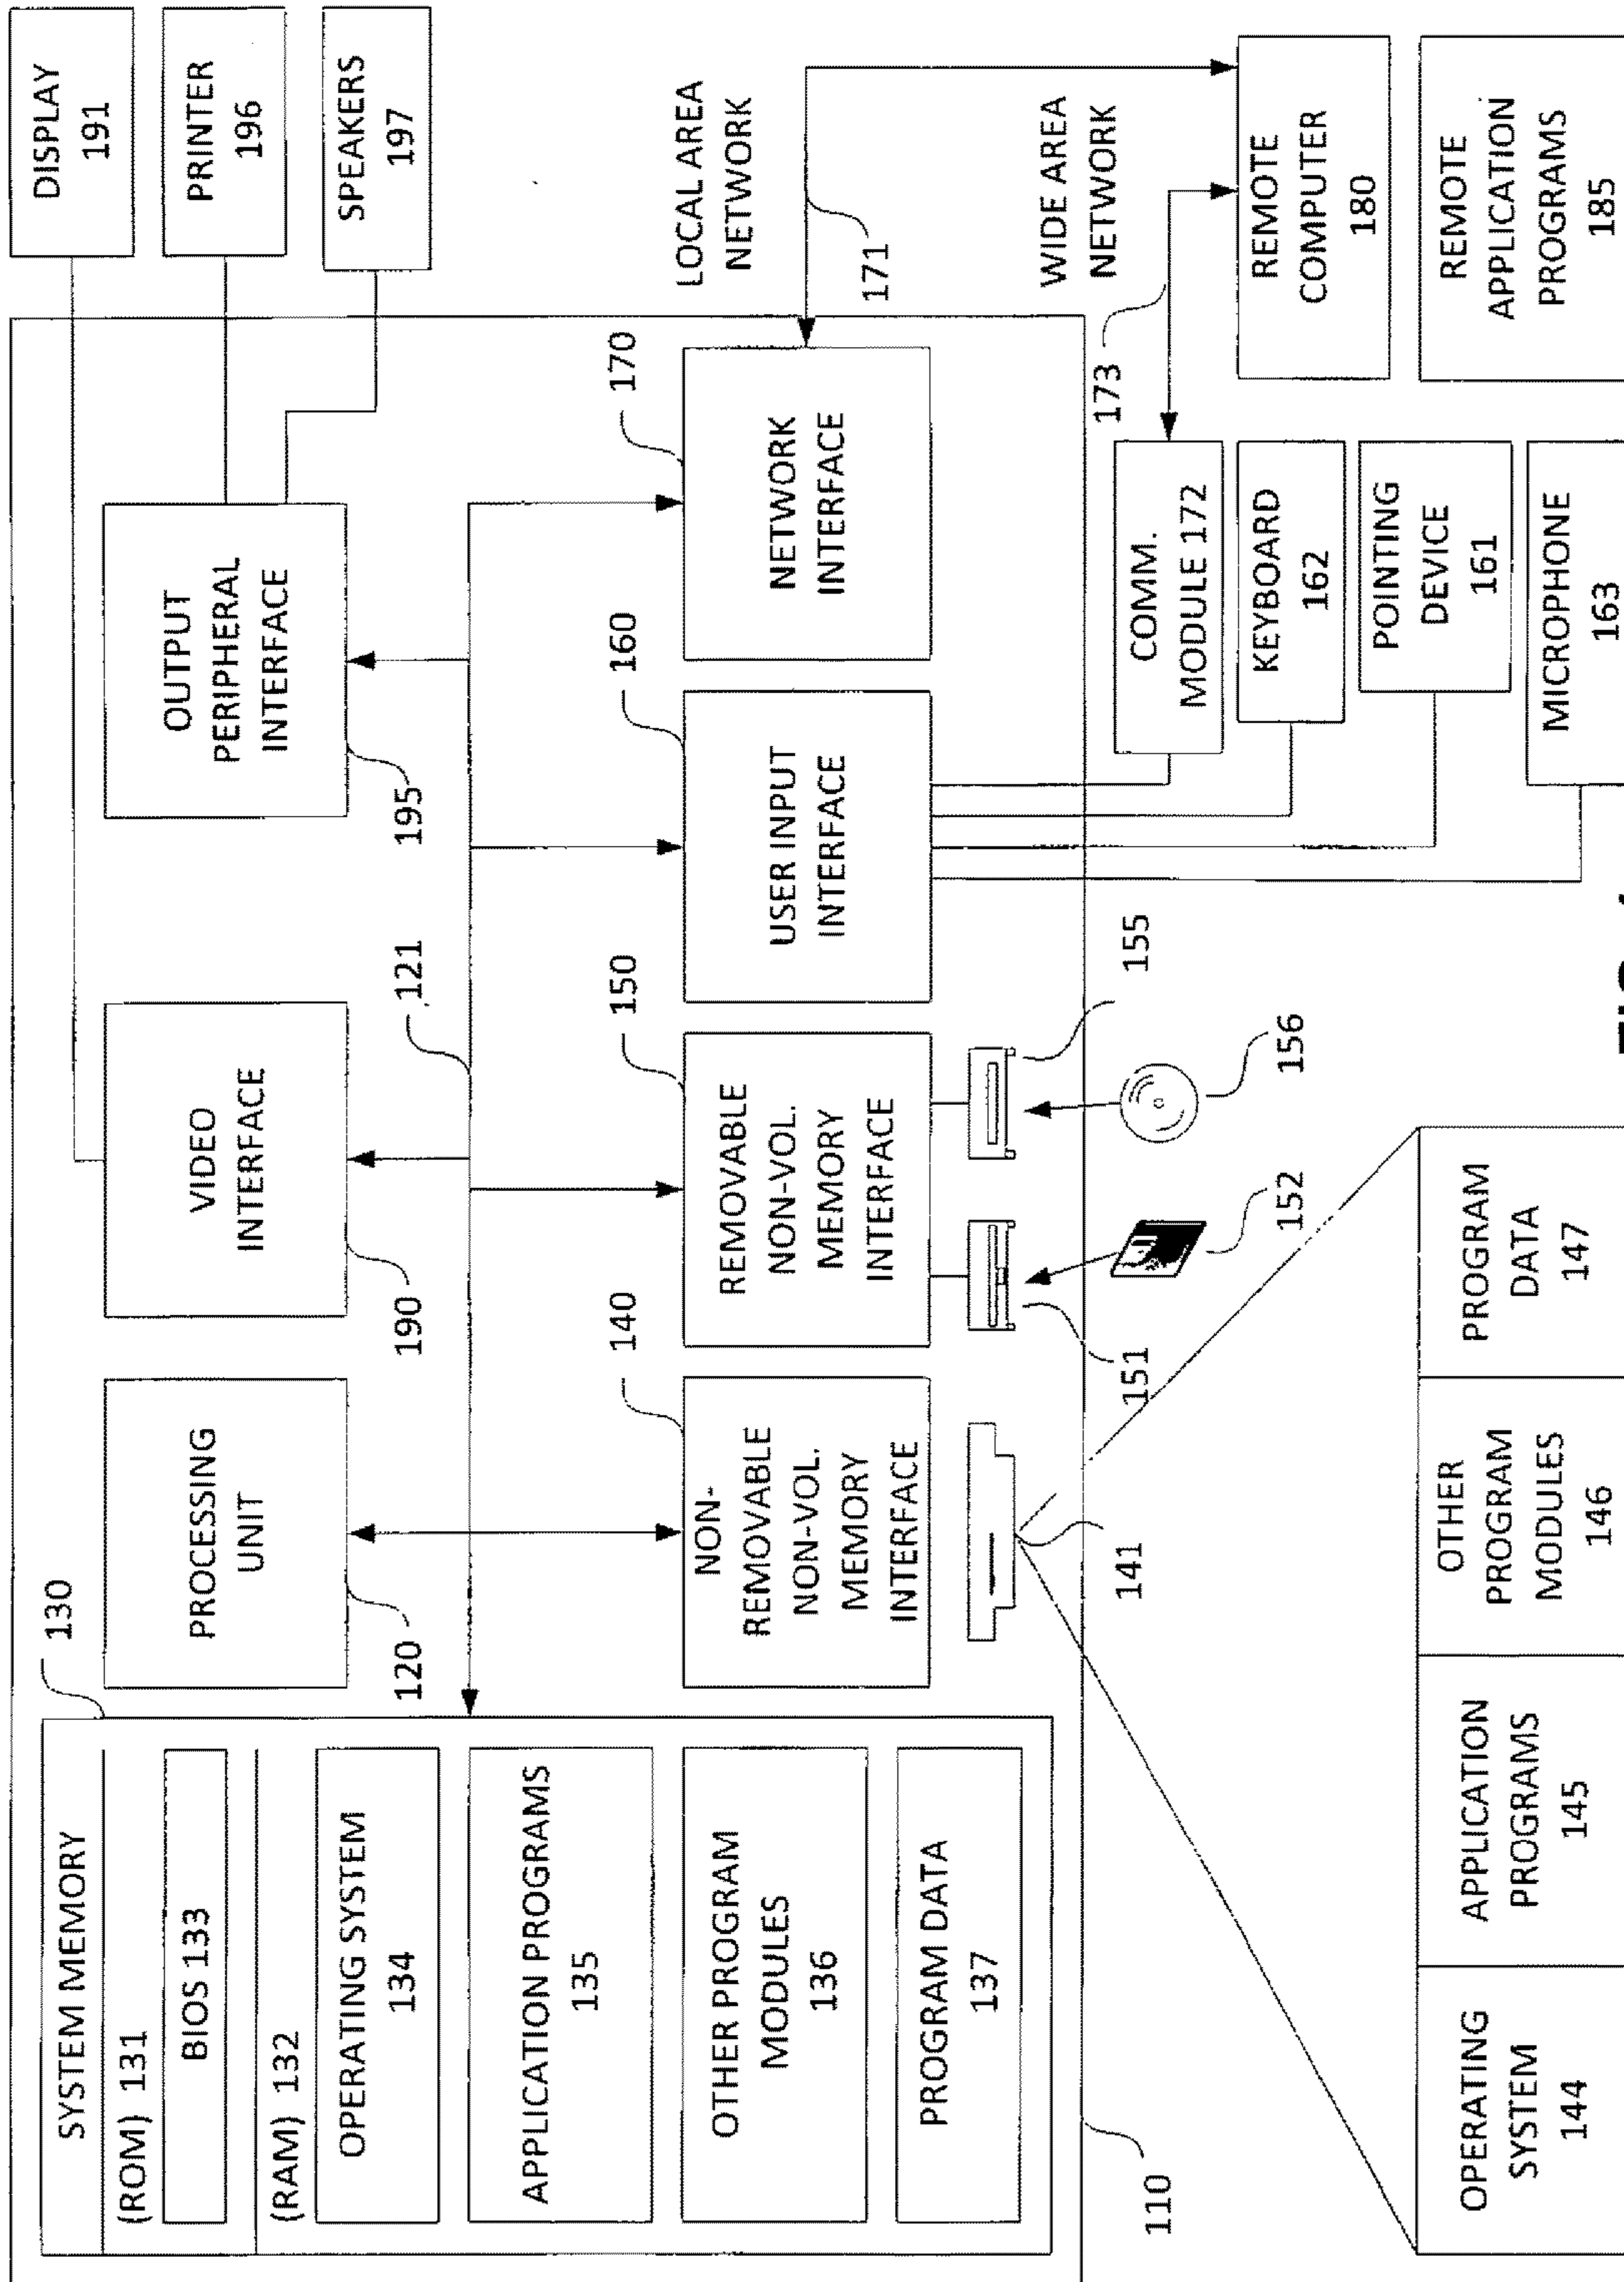 SYSTEM MEMORY
(ROM) 131
BIOS 133
(RAM) 132
OPERATING SYSTEM
134
APPLICATION PROGRAMS
135
OTHER PROGRAM
MODULES
136
PROGRAM DATA
137
130
PROCESSING
UNIT
120
VIDEO
INTERFACE
190
121
OUTPUT
PERIPHERAL
INTERFACE
195
DISPLAY
191
PRINTER
196
SPEAKERS
197
NON-
REMOVABLE
NON-VOL.
MEMORY
INTERFACE
140
REMOVABLE
NON-VOL.
MEMORY
INTERFACE
150
USER INPUT
INTERFACE
160
NETWORK
INTERFACE
170
LOCAL AREA
NETWORK
171
WIDE AREA
NETWORK
173
141
151
152
155
156
110
COMM.
MODULE 172
KEYBOARD
162
POINTING
DEVICE
161
MICROPHONE
163
REMOTE
COMPUTER
180
REMOTE
APPLICATION
PROGRAMS
185
OPERATING
SYSTEM
144
APPLICATION
PROGRAMS
145
OTHER
PROGRAM
MODULES
146
PROGRAM
DATA
147